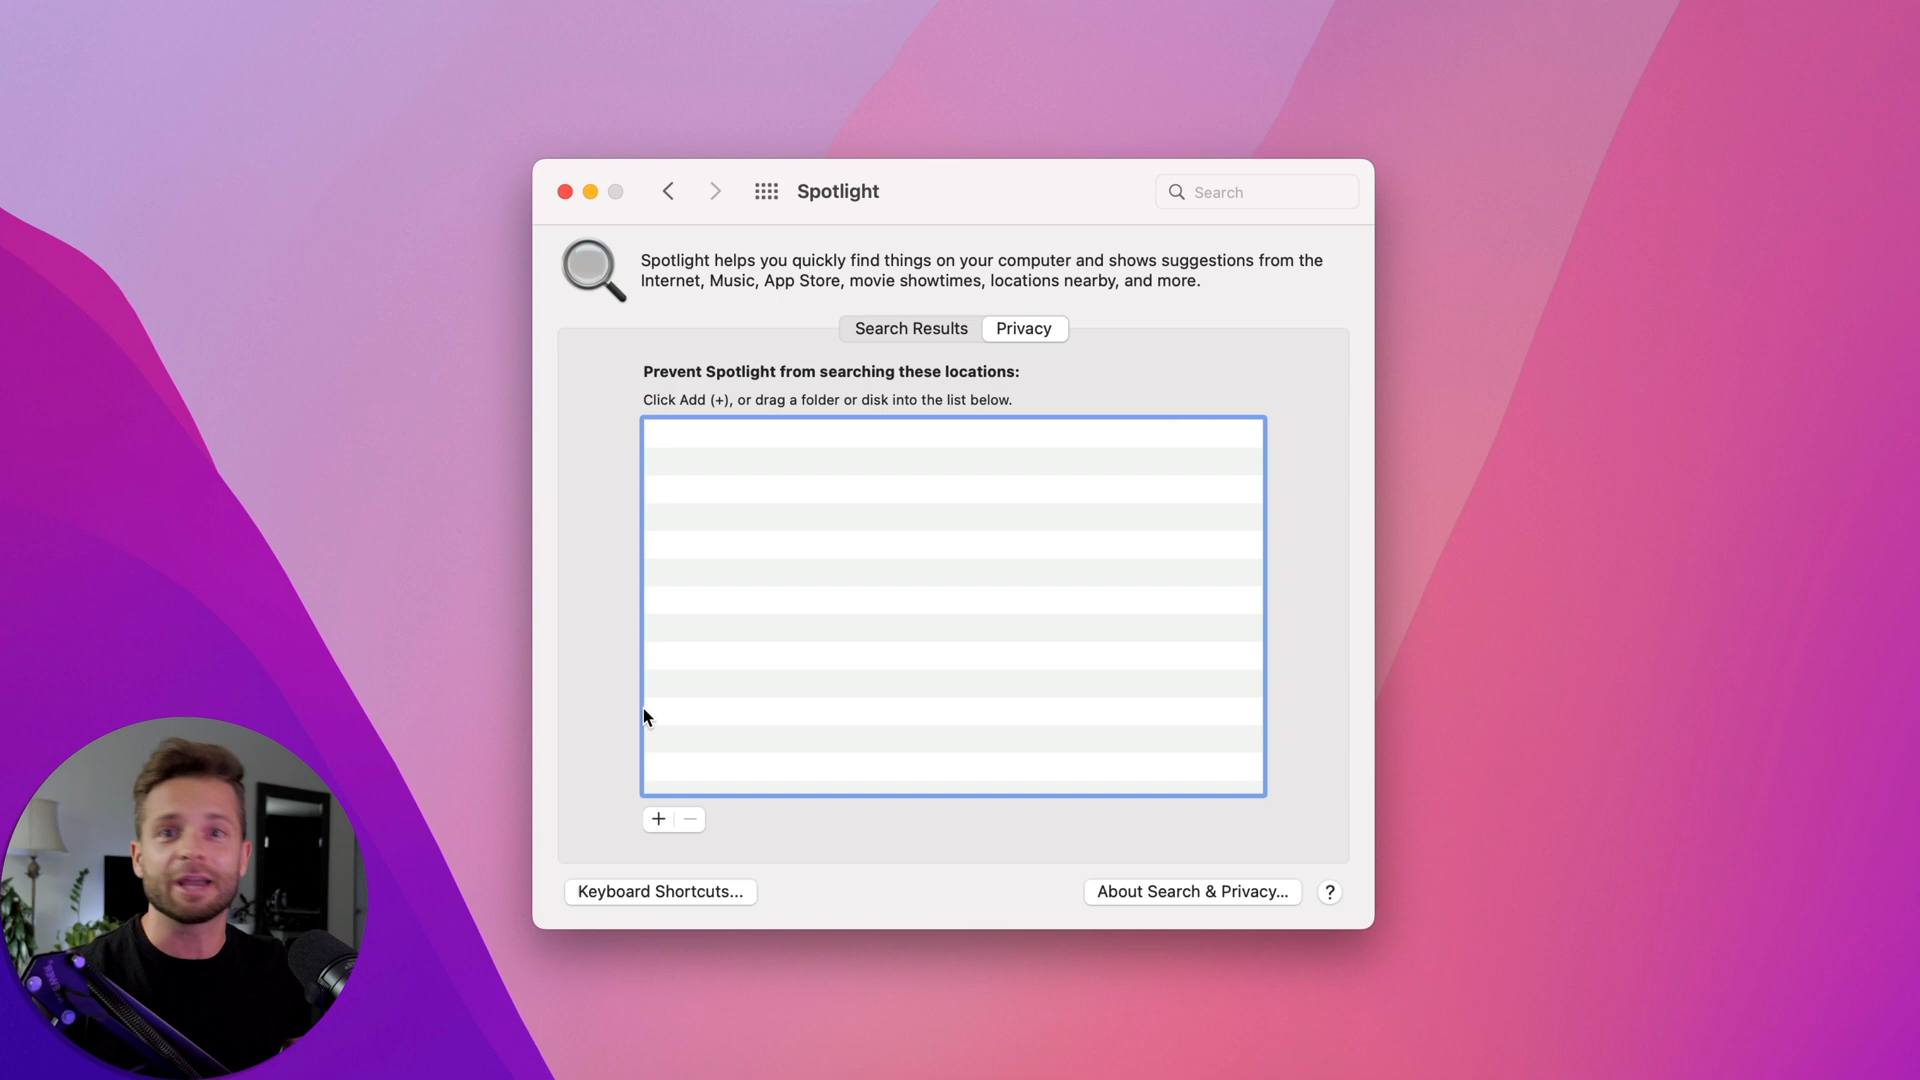 Spotlight
Search
Spotlight helps you quickly find things on your computer and shows suggestions from the
Internet, Music, App Store, movie showtimes, locations nearby, and more.
Search Results
Privacy
Prevent Spotlight from searching these locations:
Click Add (+), or drag a folder or disk into the list below.
+ −
Keyboard Shortcuts...
About Search & Privacy...
?